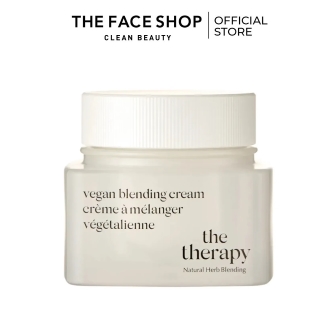 THE FACE SHOP
CLEAN BEAUTY
OFFICIAL
STORE
vegan blending cream
crème à mélanger
végétalienne
the
therapy
Natural Herb Blending